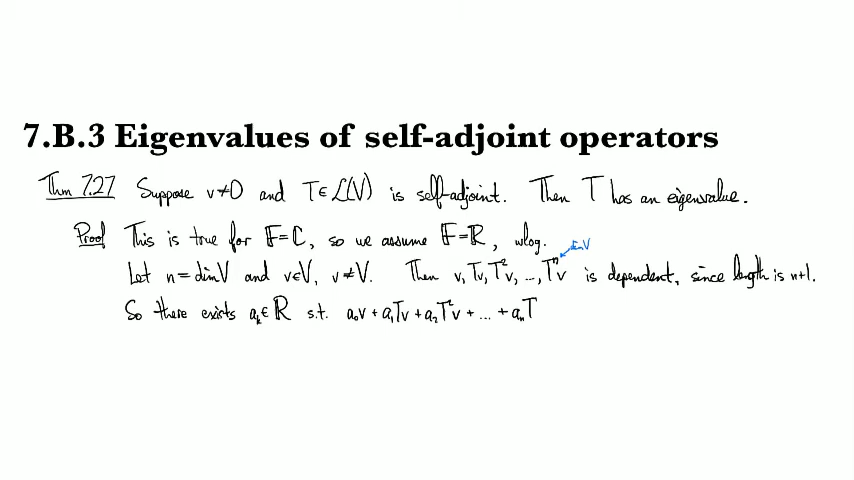 7.B.3 Eigenvalues of self-adjoint operators
Thm 7.27 Suppose v≠0 and T∈ℒ(V) is self-adjoint. Then T has an eigenvalue.
Proof This is true for 𝔽=ℂ, so we assume 𝔽=ℝ, wlog.
dimV
Let n=dimV and v∈V, v≠V. Then v, Tv, T²v, ..., Tⁿv is dependent, since length is n+1.
So there exists aₖ∈ℝ s.t. a₀v + a₁Tv + a₂T²v + ... + aₙT